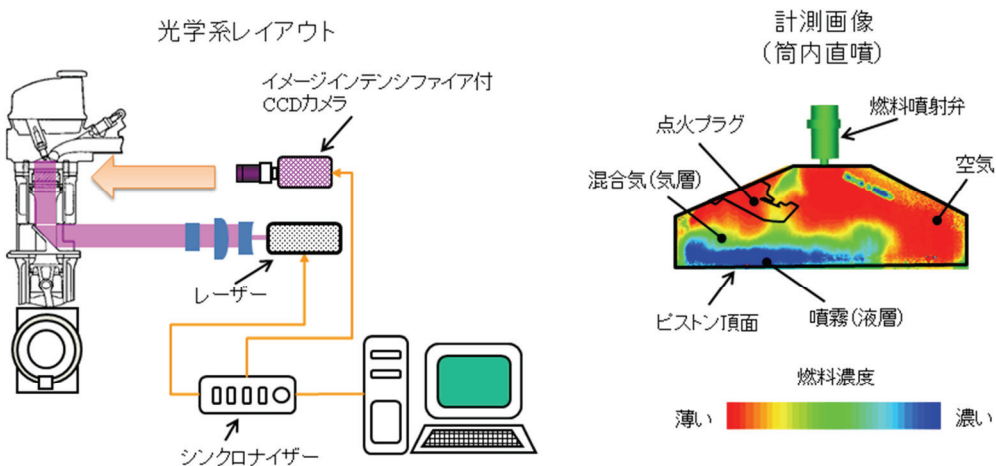 光学系レイアウト
イメージインテンシファイア付
CCDカメラ
レーザー
シンクロナイザー
計測画像
(筒内直噴)
燃料噴射弁
点火プラグ
空気
混合気(気層)
ピストン頂面
噴霧(液層)
燃料濃度
薄い
濃い